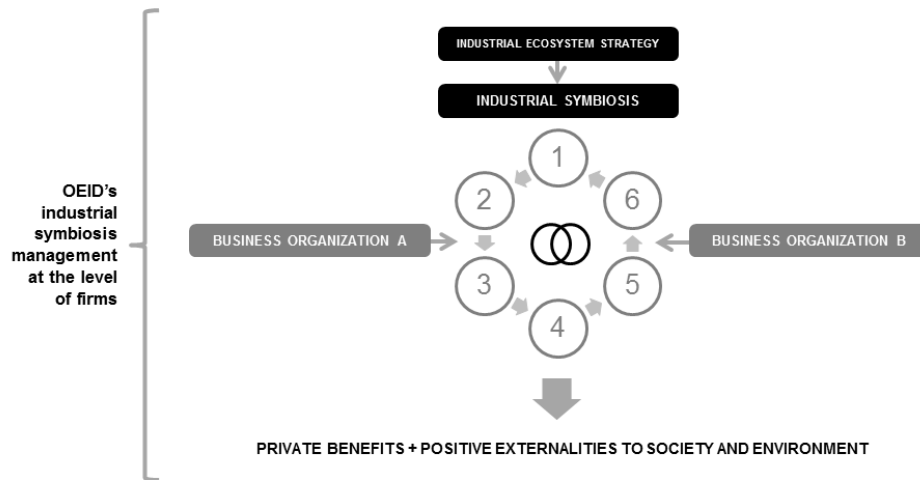 INDUSTRIAL ECOSYSTEM STRATEGY
INDUSTRIAL SYMBIOSIS
1
2
6
OEID’s
industrial
symbiosis
management
at the level
of firms
BUSINESS ORGANIZATION A
BUSINESS ORGANIZATION B
3
5
4
PRIVATE BENEFITS + POSITIVE EXTERNALITIES TO SOCIETY AND ENVIRONMENT